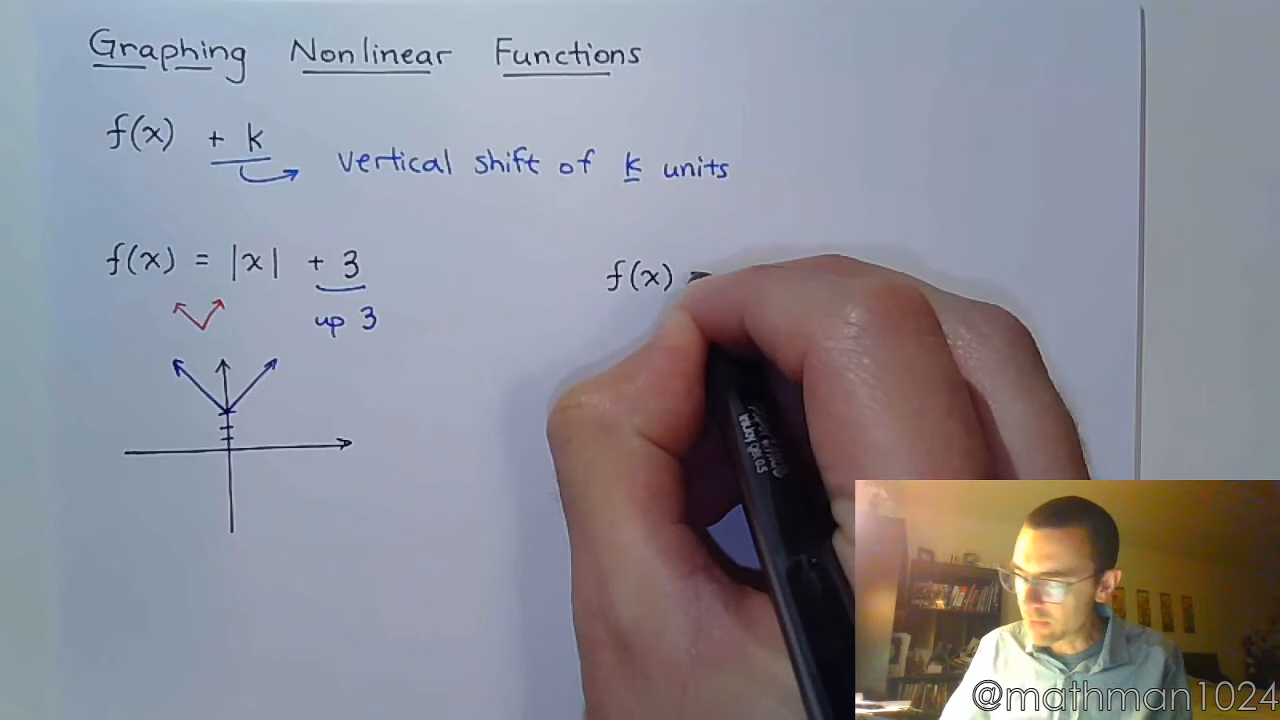 Graphing Nonlinear Functions
f(x) + k
vertical shift of k units
f(x) = |x| + 3
up 3
f(x)
@mathman1024